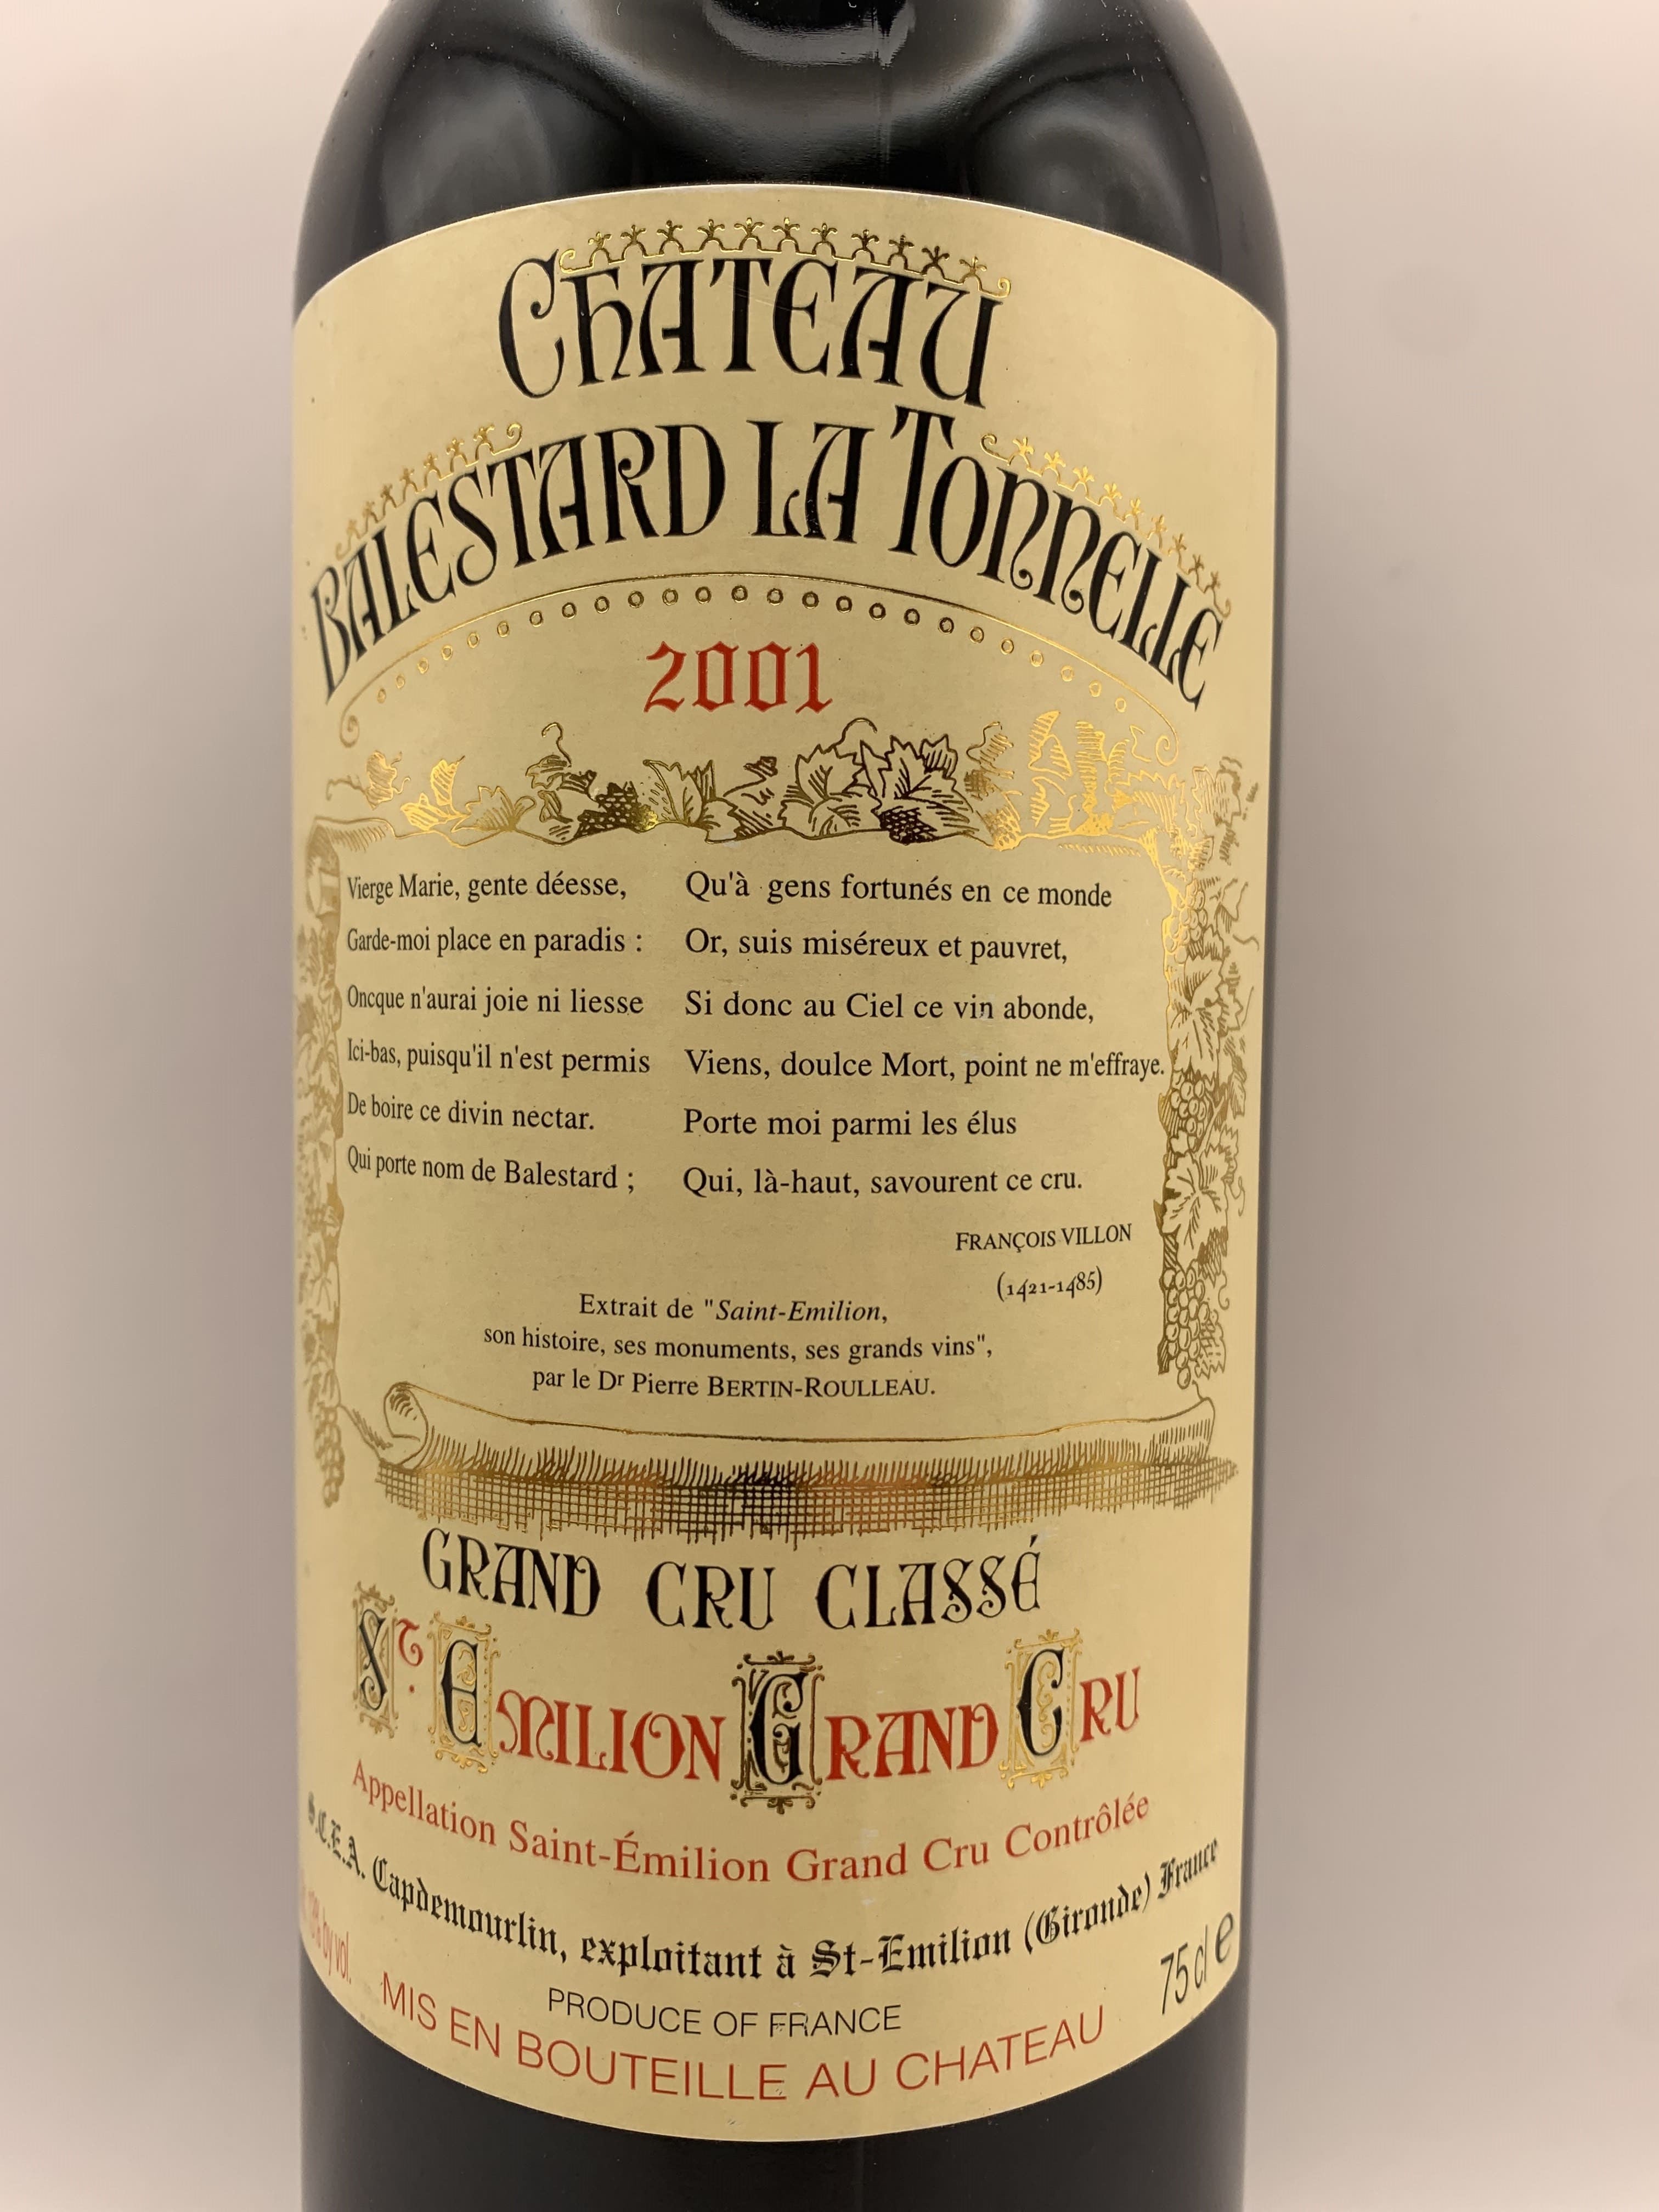 CHATEAU
BALESTARD LA TONNELLE
2001
Vierge Marie, gente déesse,
Garde-moi place en paradis :
Oncque n'aurai joie ni liesse
Ici-bas, puisqu'il n'est permis
De boire ce divin nectar.
Qui porte nom de Balestard ;
Qu'à gens fortunés en ce monde
Or, suis miséreux et pauvret,
Si donc au Ciel ce vin abonde,
Viens, doulce Mort, point ne m'effraye.
Porte moi parmi les élus
Qui, là-haut, savourent ce cru.
FRANÇOIS VILLON
(1421-1485)
Extrait de "Saint-Emilion,
son histoire, ses monuments, ses grands vins",
par le Dr Pierre BERTIN-ROULLEAU.
GRAND CRU CLASSÉ
St. EMILION GRAND CRU
Appellation Saint-Émilion Grand Cru Contrôlée
S.C.E.A. Capdemourlin, exploitant à St-Emilion (Gironde) France
by vol.
75 cl e
PRODUCE OF FRANCE
MIS EN BOUTEILLE AU CHATEAU